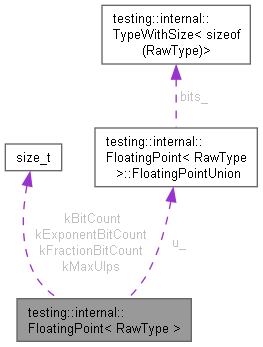 testing::internal::
TypeWithSize< sizeof
(RawType)>
bits_
testing::internal::
FloatingPoint< RawType
>::FloatingPointUnion
size_t
kBitCount
kExponentBitCount
kFractionBitCount
kMaxUlps
u_
testing::internal::
FloatingPoint< RawType >